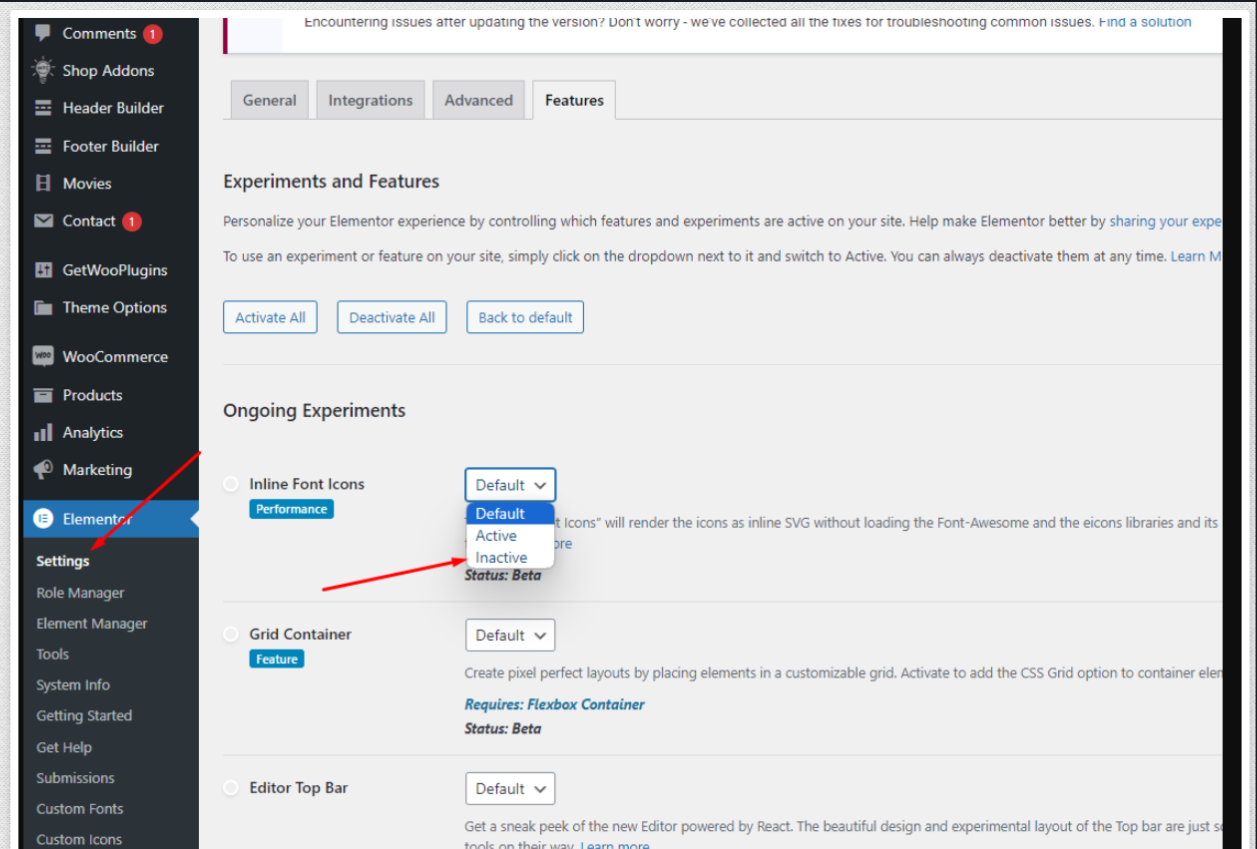 Encountering issues after updating the version? Don't worry - we've collected all the fixes for troubleshooting common issues. Find a solution
Comments 1
Shop Addons
Header Builder
Footer Builder
Movies
Contact 1
GetWooPlugins
Theme Options
WooCommerce
Products
Analytics
Marketing
Elementor
Settings
Role Manager
Element Manager
Tools
System Info
Getting Started
Get Help
Submissions
Custom Fonts
Custom Icons
General Integrations Advanced Features
Experiments and Features
Personalize your Elementor experience by controlling which features and experiments are active on your site. Help make Elementor better by sharing your expe
To use an experiment or feature on your site, simply click on the dropdown next to it and switch to Active. You can always deactivate them at any time. Learn M
Activate All Deactivate All Back to default
Ongoing Experiments
Inline Font Icons Default
Performance
Default
Active
Inactive
t Icons" will render the icons as inline SVG without loading the Font-Awesome and the eicons libraries and its
ore
Status: Beta
Grid Container Default
Feature
Create pixel perfect layouts by placing elements in a customizable grid. Activate to add the CSS Grid option to container elem
Requires: Flexbox Container
Status: Beta
Editor Top Bar Default
Get a sneak peek of the new Editor powered by React. The beautiful design and experimental layout of the Top bar are just
tools on their way. Learn more